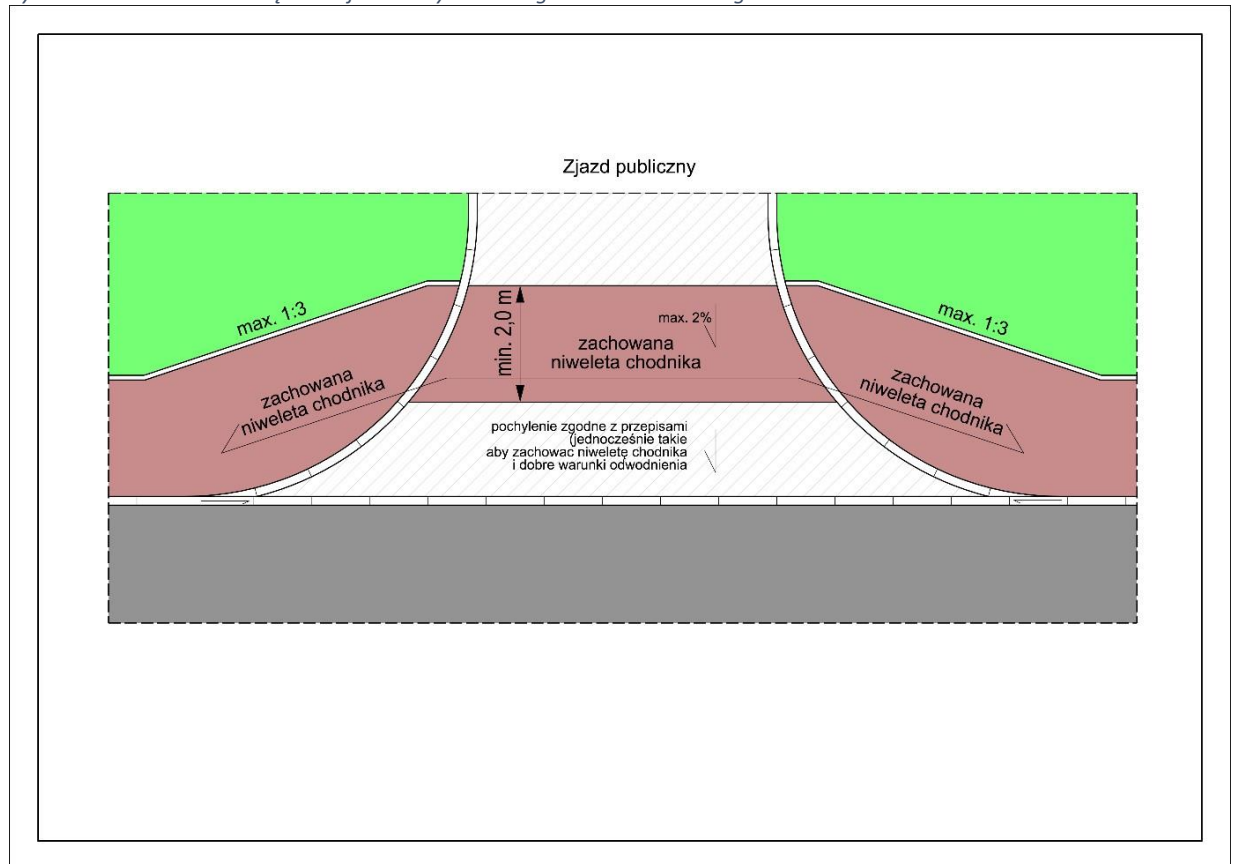 Zjazd publiczny
max. 1:3
max. 1:3
min. 2,0 m
max. 2%
zachowana
niweleta chodnika
zachowana
niweleta chodnika
zachowana
niweleta chodnika
pochylenie zgodne z przepisami
(jednocześnie takie
aby zachować niweletę chodnika
i dobre warunki odwodnienia